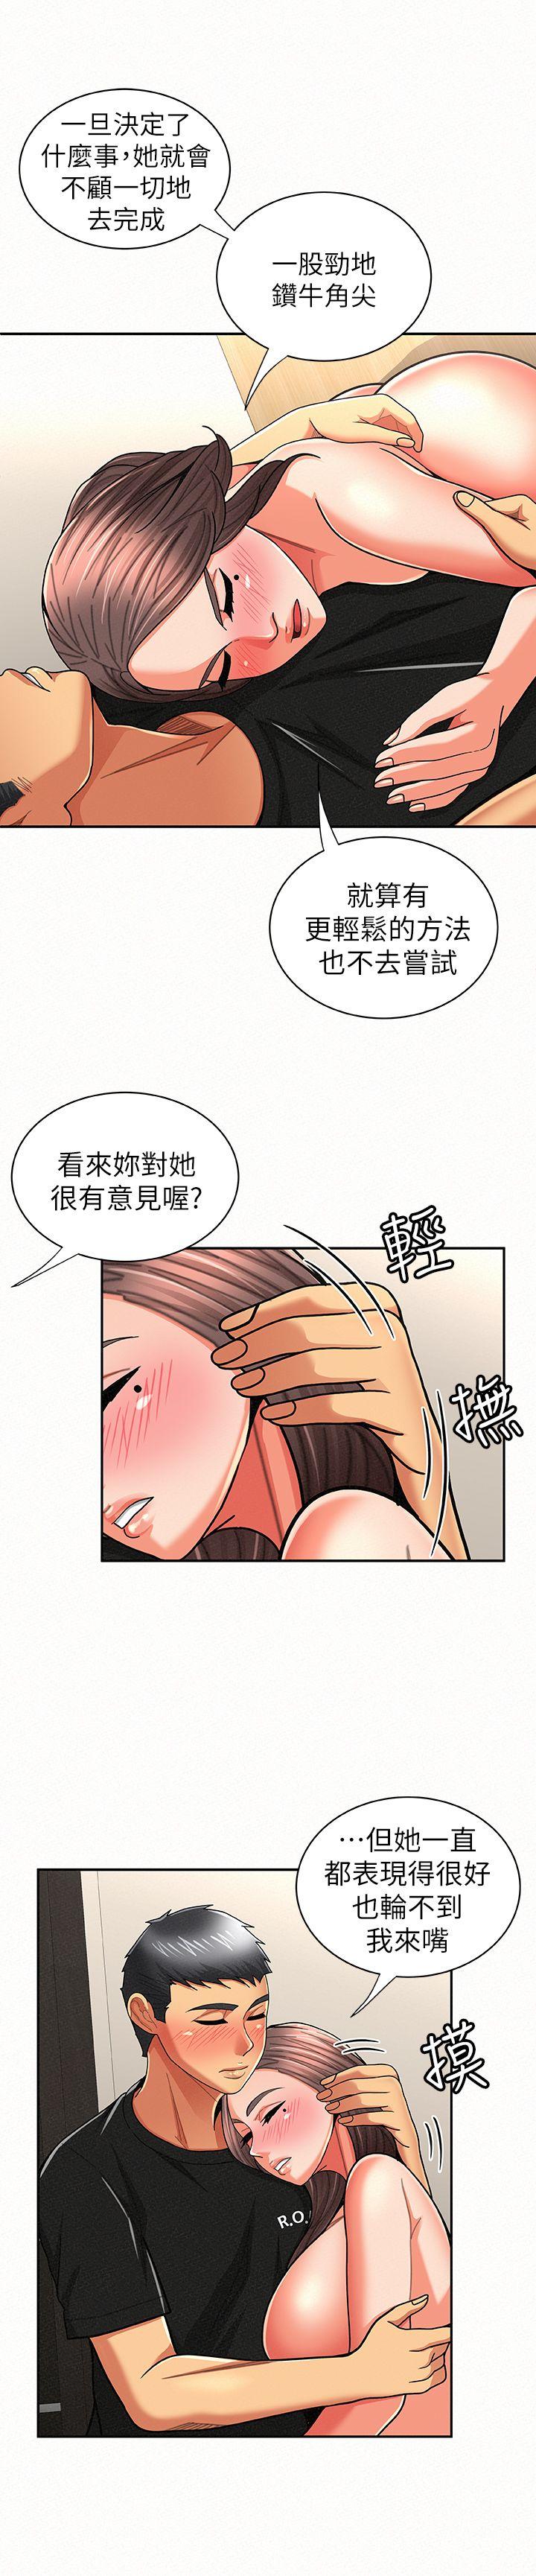 一旦決定了
什麼事，她就會
不顧一切地
去完成
一股勁地
鑽牛角尖
就算有
更輕鬆的方法
也不去嘗試
看來妳對她
很有意見喔?
輕
撫
…但她一直
都表現得很好
也輪不到
我來嘴
摸
R.O.